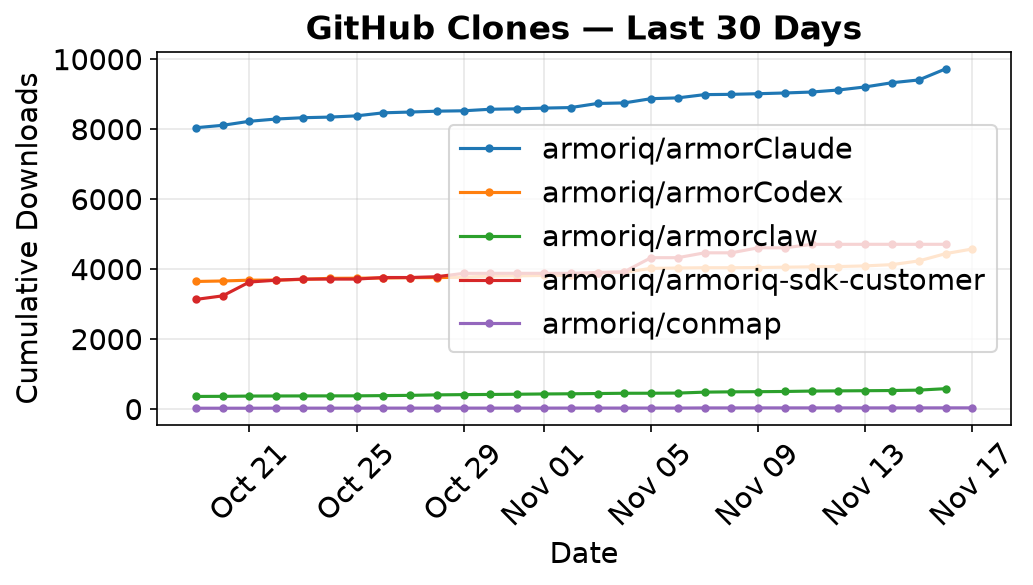 GitHub Clones — Last 30 Days
Cumulative Downloads
10000
8000
6000
4000
2000
0
armoriq/armorClaude
armoriq/armorCodex
armoriq/armorclaw
armoriq/armoriq-sdk-customer
armoriq/conmap
Oct 21
Oct 25
Oct 29
Nov 01
Nov 05
Nov 09
Nov 13
Nov 17
Date